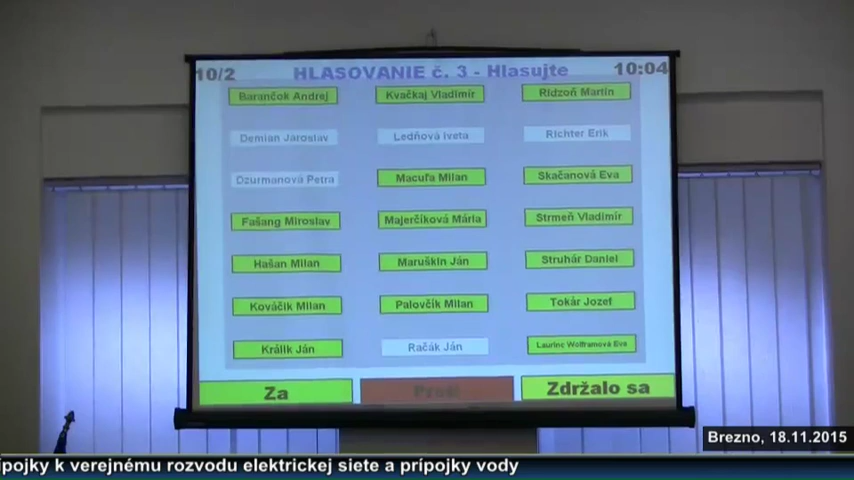 10/2 HLASOVANIE č. 3 - Hlasujte 10:04
Barančok Andrej Kvačkaj Vladimír Ridzoň Martin
Demian Jaroslav Ledňová Iveta Richter Erik
Dzurmanová Petra Macuľa Milan Skačanová Eva
Fašang Miroslav Majerčíková Mária Strmeň Vladimír
Hašan Milan Maruškin Ján Struhár Daniel
Kováčik Milan Palovčík Milan Tokár Jozef
Králik Ján Račák Ján Laurinc Wolframová Eva
Za Proti Zdržalo sa
Brezno, 18.11.2015
ípojky k verejnému rozvodu elektrickej siete a prípojky vody